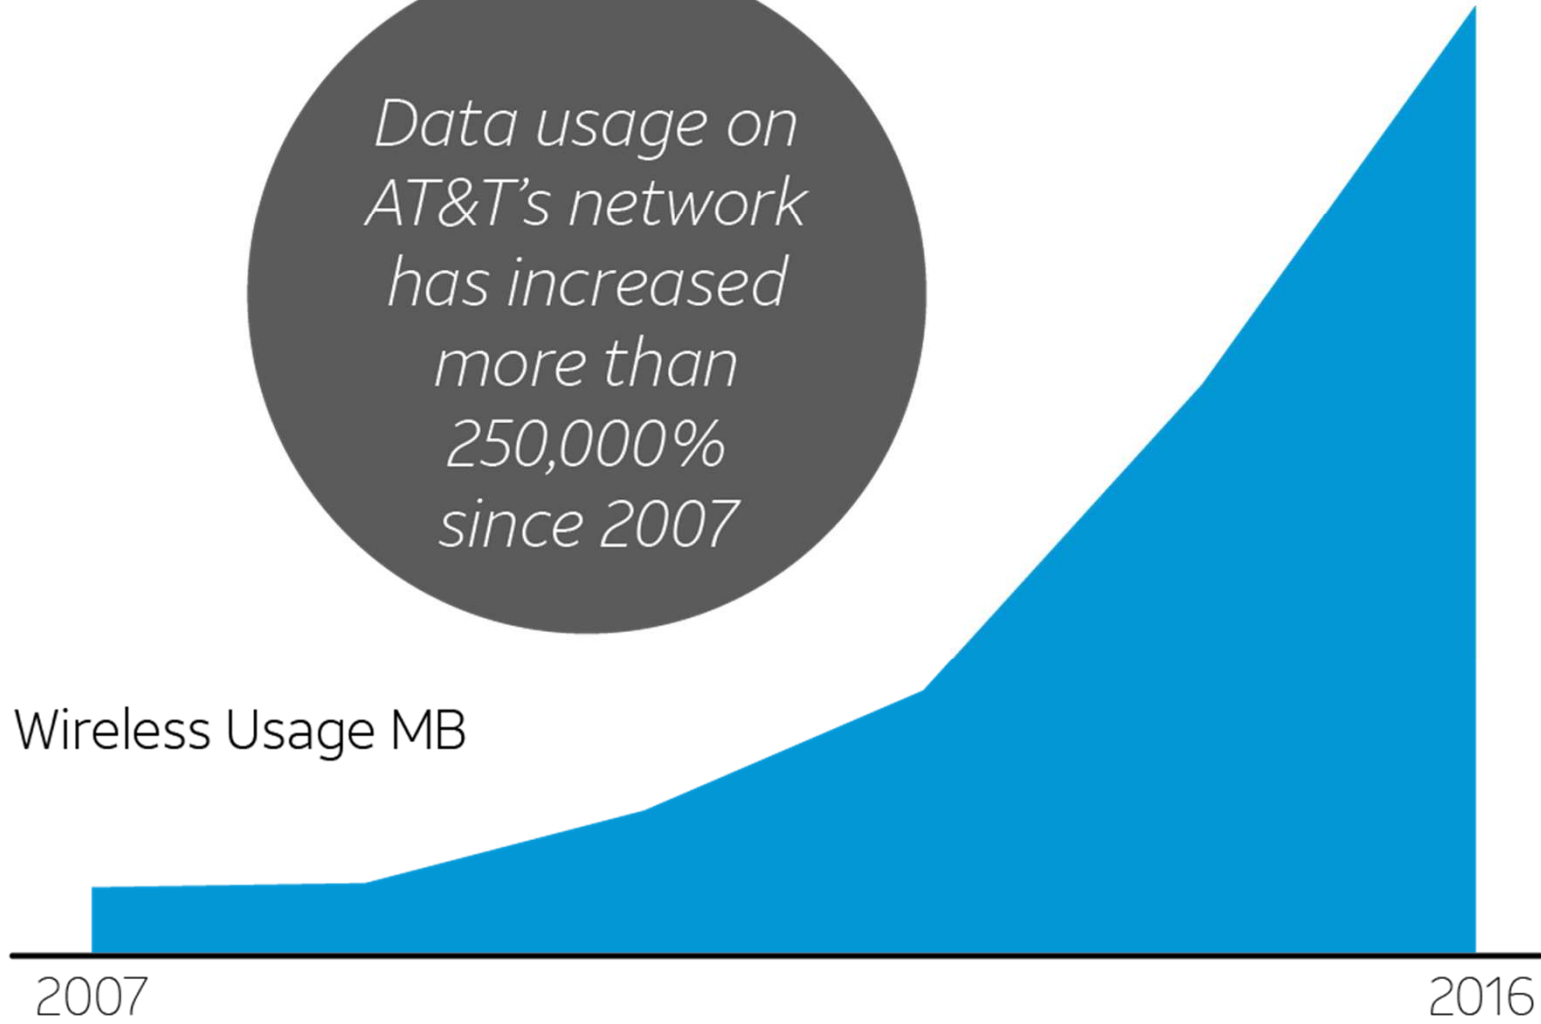 Data usage on
AT&T’s network
has increased
more than
250,000%
since 2007
Wireless Usage MB
2007
2016